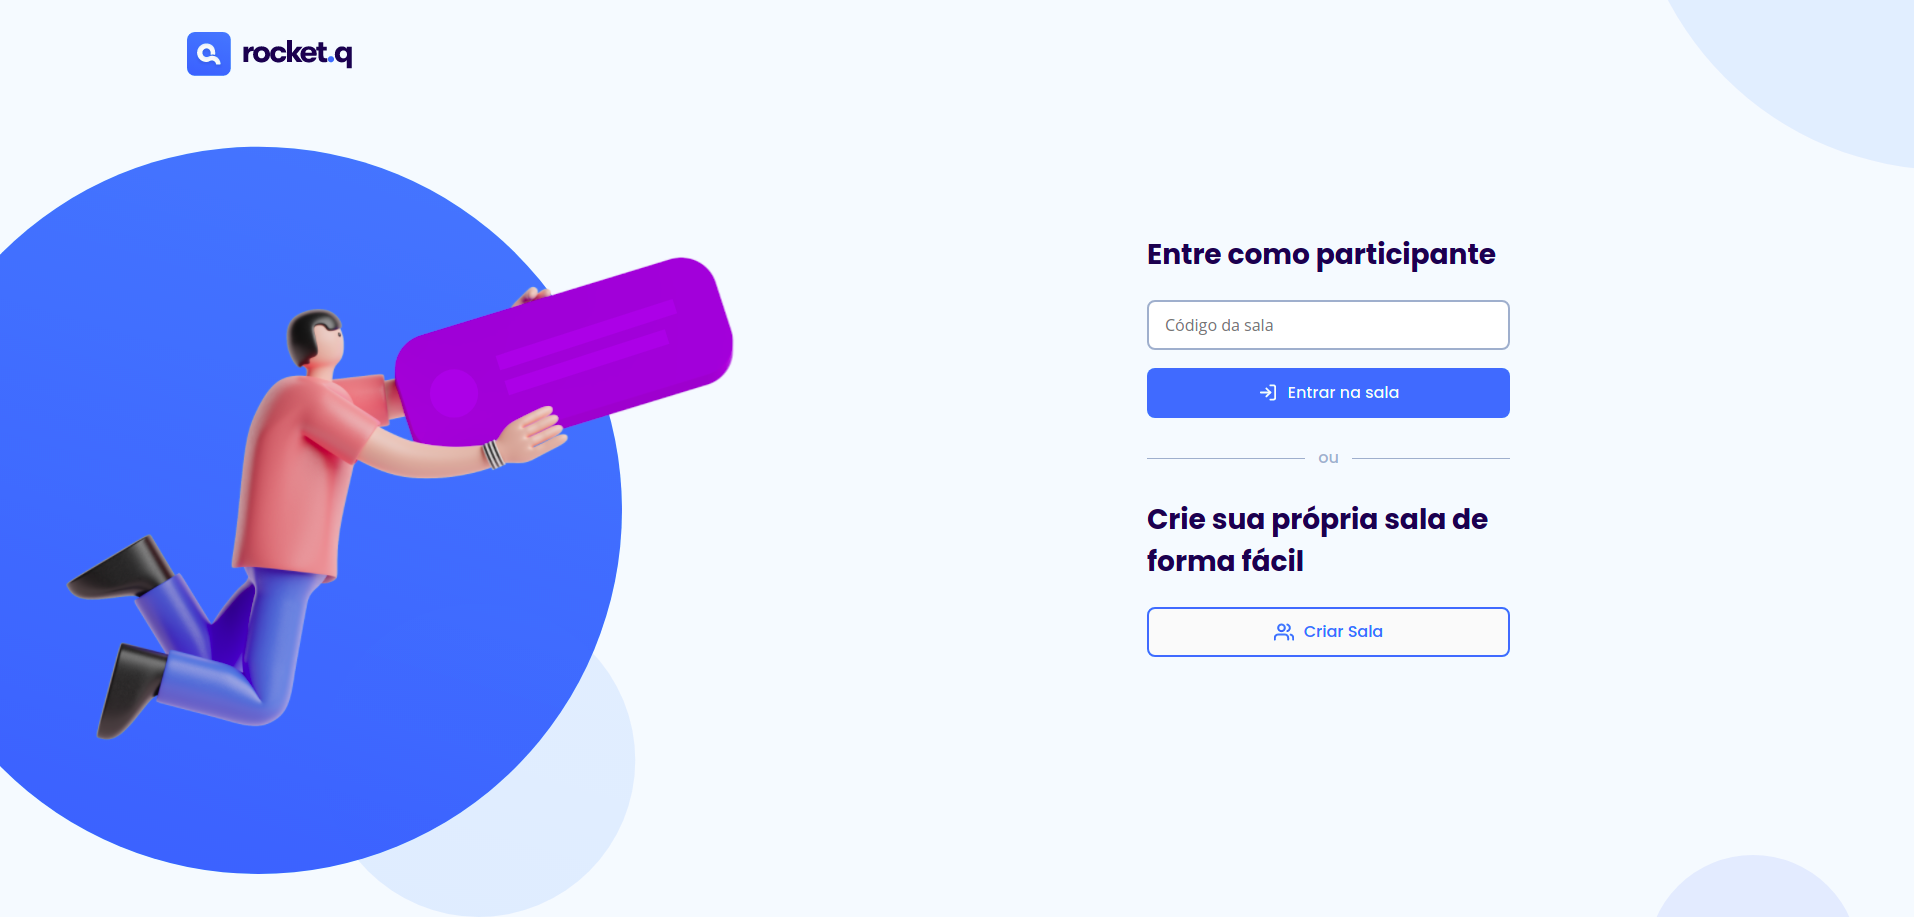 rocket.q
Entre como participante
Código da sala
Entrar na sala
ou
Crie sua própria sala de
forma fácil
Criar Sala